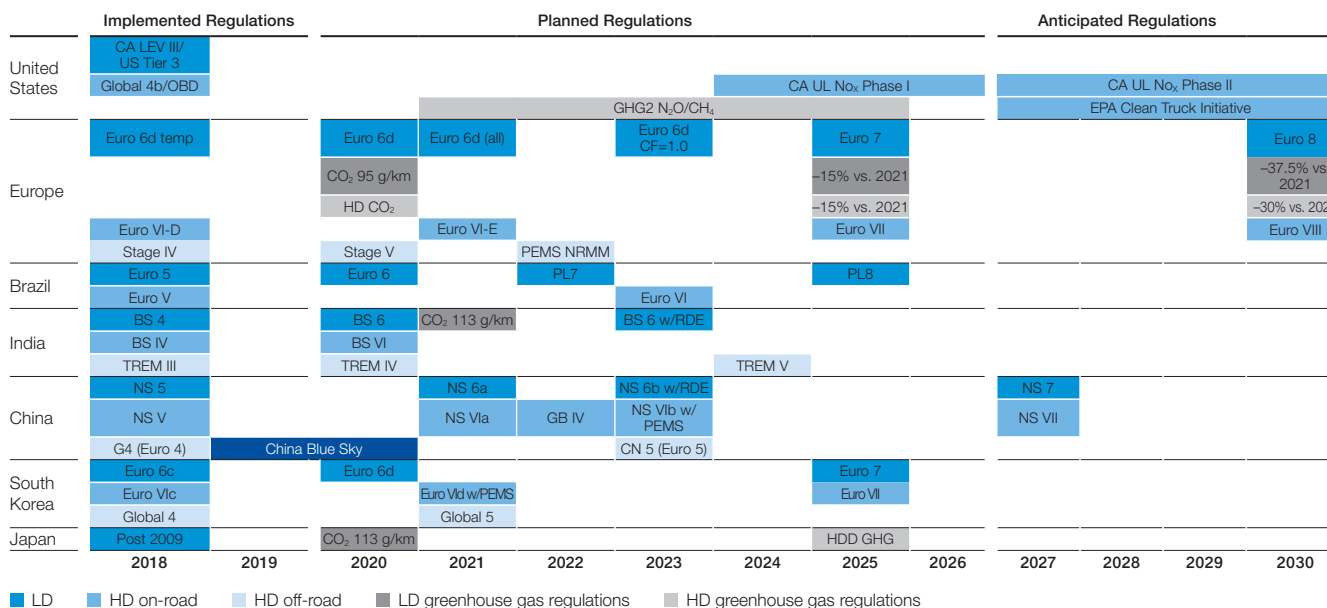 Implemented Regulations Planned Regulations Anticipated Regulations
United States
CA LEV III/
US Tier 3
Global 4b/OBD CA UL NoX Phase I CA UL NoX Phase II
GHG2 N2O/CH4 EPA Clean Truck Initiative
Europe
Euro 6d temp Euro 6d Euro 6d (all) Euro 6d CF=1.0 Euro 7 Euro 8
CO2 95 g/km –15% vs. 2021 –37.5% vs 2021
HD CO2 –15% vs. 2021 –30% vs. 202
Euro VI-D Euro VI-E Euro VII Euro VIII
Stage IV Stage V PEMS NRMM
Brazil
Euro 5 Euro 6 PL7 PL8
Euro V Euro VI
India
BS 4 BS 6 CO2 113 g/km BS 6 w/RDE
BS IV BS VI
TREM III TREM IV TREM V
China
NS 5 NS 6a NS 6b w/RDE NS 7
NS V NS VIa GB IV NS VIb w/ PEMS NS VII
G4 (Euro 4) China Blue Sky CN 5 (Euro 5)
South Korea
Euro 6c Euro 6d Euro 7
Euro VIc Euro VId w/PEMS Euro VII
Global 4 Global 5
Japan
Post 2009 CO2 113 g/km HDD GHG
2018 2019 2020 2021 2022 2023 2024 2025 2026 2027 2028 2029 2030
LD HD on-road HD off-road LD greenhouse gas regulations HD greenhouse gas regulations